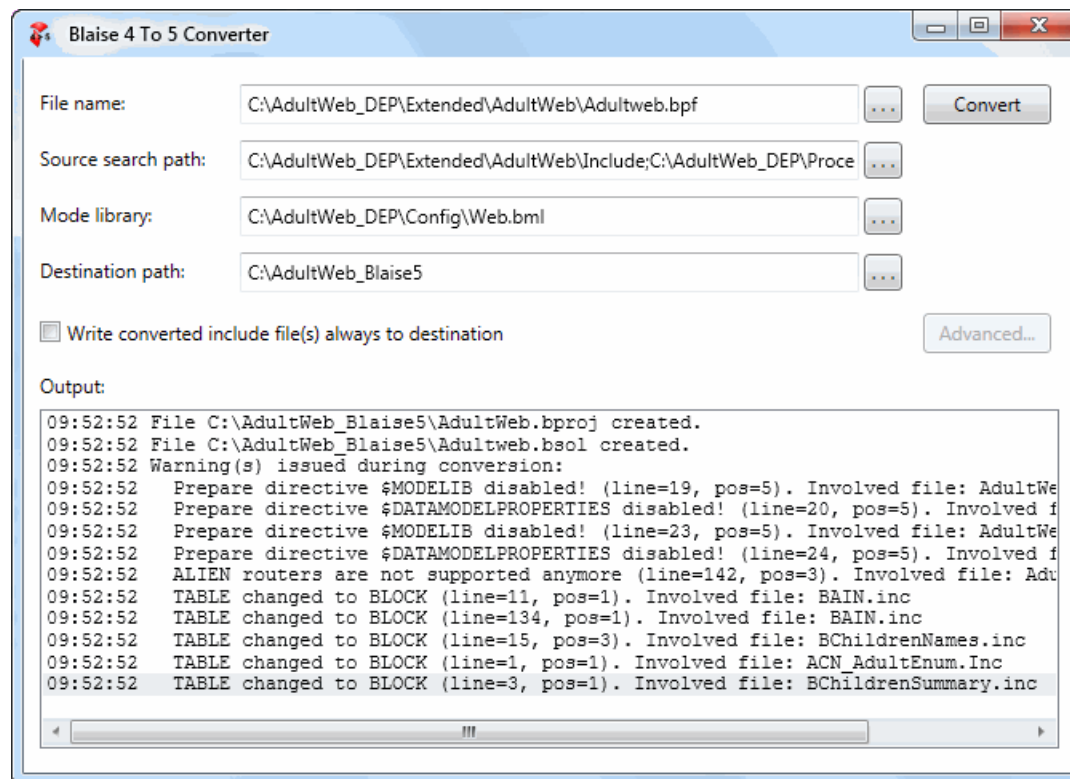 Blaise 4 To 5 Converter
File name: C:\AdultWeb_DEP\Extended\AdultWeb\Adultweb.bpf ... Convert
Source search path: C:\AdultWeb_DEP\Extended\AdultWeb\Include;C:\AdultWeb_DEP\Proce ...
Mode library: C:\AdultWeb_DEP\Config\Web.bml ...
Destination path: C:\AdultWeb_Blaise5 ...
Write converted include file(s) always to destination Advanced...
Output:
09:52:52 File C:\AdultWeb_Blaise5\AdultWeb.bproj created.
09:52:52 File C:\AdultWeb_Blaise5\Adultweb.bsol created.
09:52:52 Warning(s) issued during conversion:
09:52:52 Prepare directive $MODELIB disabled! (line=19, pos=5). Involved file: AdultWe
09:52:52 Prepare directive $DATAMODELPROPERTIES disabled! (line=20, pos=5). Involved f
09:52:52 Prepare directive $MODELIB disabled! (line=23, pos=5). Involved file: AdultWe
09:52:52 Prepare directive $DATAMODELPROPERTIES disabled! (line=24, pos=5). Involved f
09:52:52 ALIEN routers are not supported anymore (line=142, pos=3). Involved file: Adu
09:52:52 TABLE changed to BLOCK (line=11, pos=1). Involved file: BAIN.inc
09:52:52 TABLE changed to BLOCK (line=134, pos=1). Involved file: BAIN.inc
09:52:52 TABLE changed to BLOCK (line=15, pos=3). Involved file: BChildrenNames.inc
09:52:52 TABLE changed to BLOCK (line=1, pos=1). Involved file: ACN_AdultEnum.Inc
09:52:52 TABLE changed to BLOCK (line=3, pos=1). Involved file: BChildrenSummary.inc